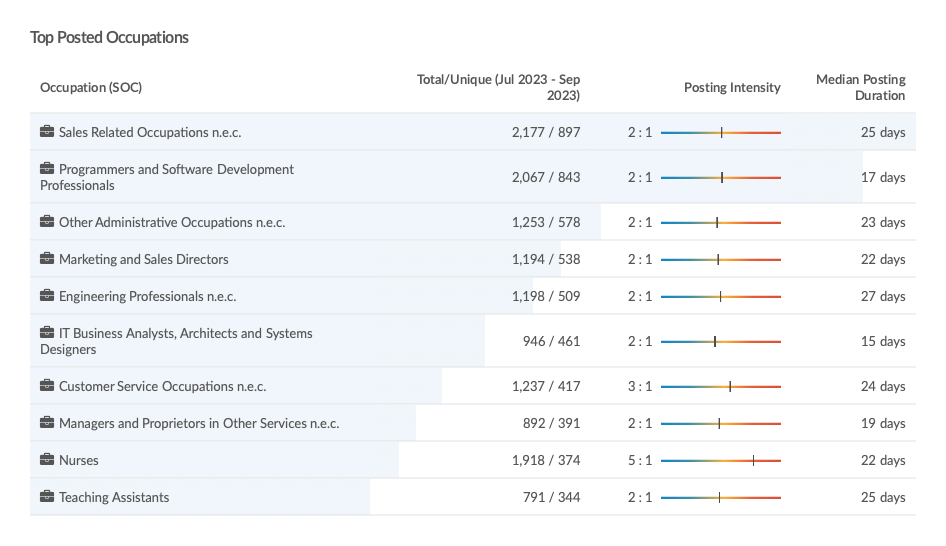 Top Posted Occupations
Occupation (SOC) Total/Unique (Jul 2023 - Sep 2023) Posting Intensity Median Posting Duration
Sales Related Occupations n.e.c. 2,177 / 897 2 : 1 25 days
Programmers and Software Development Professionals 2,067 / 843 2 : 1 17 days
Other Administrative Occupations n.e.c. 1,253 / 578 2 : 1 23 days
Marketing and Sales Directors 1,194 / 538 2 : 1 22 days
Engineering Professionals n.e.c. 1,198 / 509 2 : 1 27 days
IT Business Analysts, Architects and Systems Designers 946 / 461 2 : 1 15 days
Customer Service Occupations n.e.c. 1,237 / 417 3 : 1 24 days
Managers and Proprietors in Other Services n.e.c. 892 / 391 2 : 1 19 days
Nurses 1,918 / 374 5 : 1 22 days
Teaching Assistants 791 / 344 2 : 1 25 days